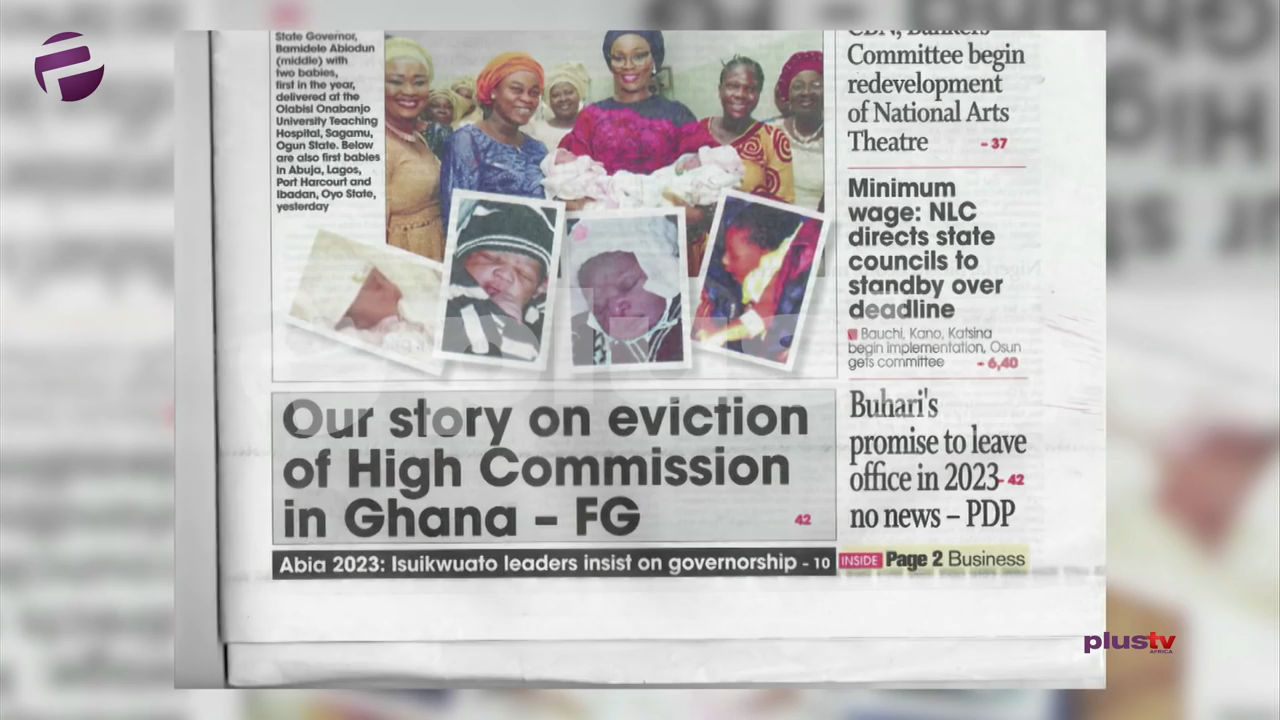 State Governor,
Bamidele Abiodun
(middle) with
two babies,
first in the year,
delivered at the
Olabisi Onabanjo
University Teaching
Hospital, Sagamu,
Ogun State. Below
are also first babies
in Abuja, Lagos,
Port Harcourt and
Ibadan, Oyo State,
yesterday
CBN, Bankers
Committee begin
redevelopment
of National Arts
Theatre - 37
Minimum
wage: NLC
directs state
councils to
standby over
deadline
Bauchi, Kano, Katsina
begin implementation, Osun
gets committee - 6,40
Our story on eviction
of High Commission
in Ghana – FG 42
Buhari's
promise to leave
office in 2023 - 42
no news – PDP
Abia 2023: Isuikwuato leaders insist on governorship - 10
INSIDE Page 2 Business
plustv
AFRICA